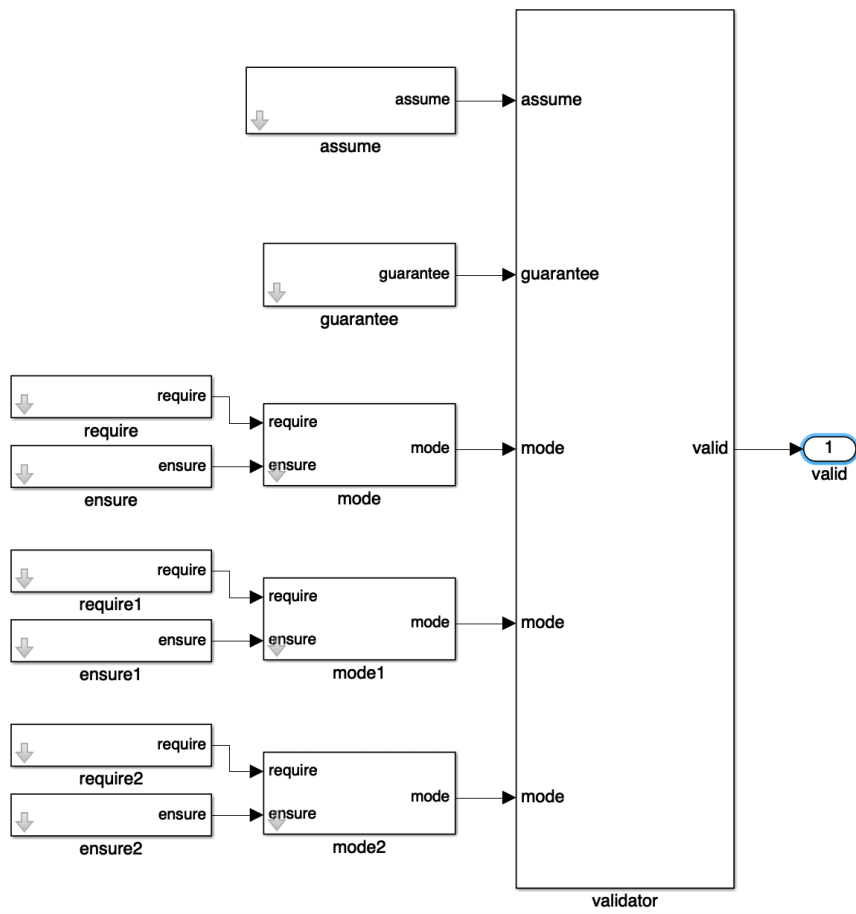 assume
assume
assume
guarantee
guarantee
guarantee
require
require
ensure
ensure
require
ensure
mode
mode
mode
valid
1
valid
require
require1
ensure
ensure1
require
ensure
mode
mode1
mode
require
require2
ensure
ensure2
require
ensure
mode
mode2
mode
validator